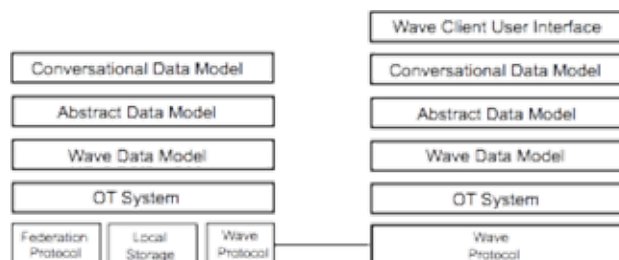 Wave Client User Interface
Conversational Data Model
Conversational Data Model
Abstract Data Model
Abstract Data Model
Wave Data Model
Wave Data Model
OT System
OT System
Federation
Protocol
Local
Storage
Wave
Protocol
Wave
Protocol